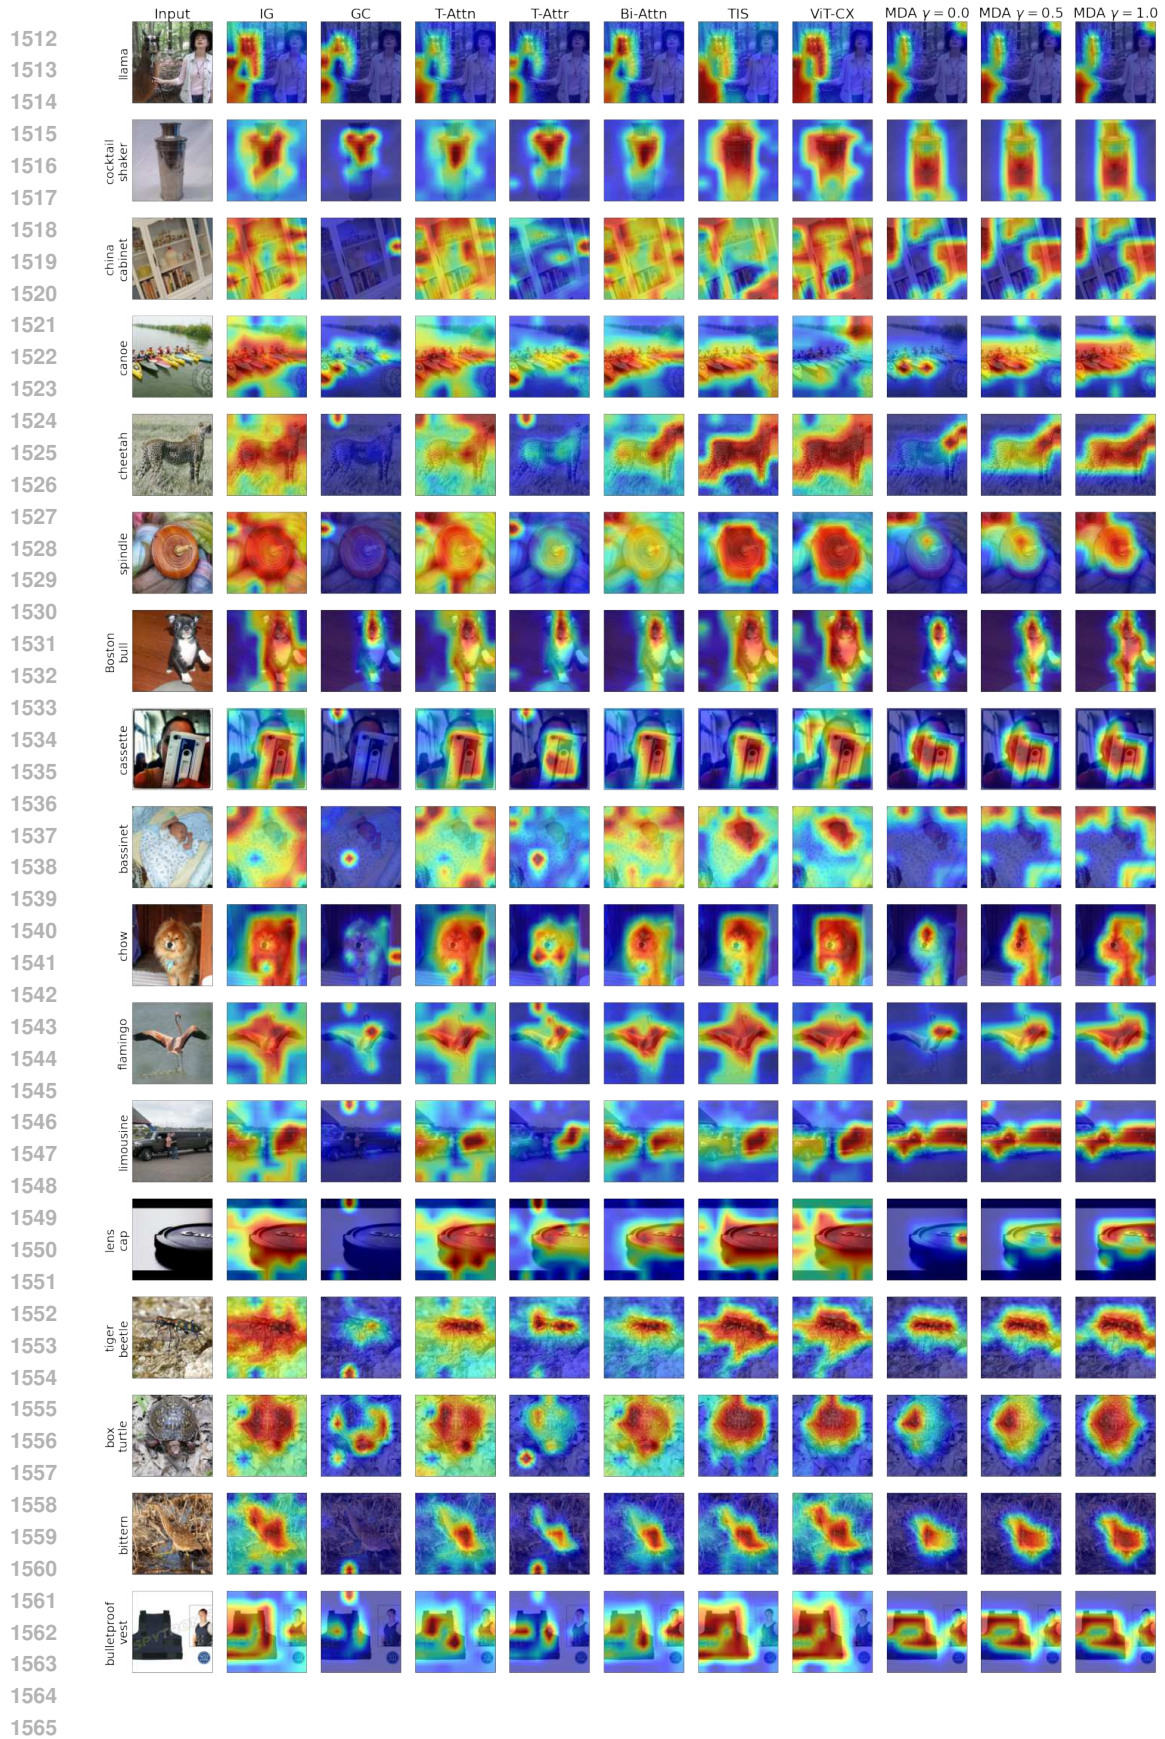 Input IG GC T-Attn T-Attr Bi-Attn TIS ViT-CX MDA γ = 0.0 MDA γ = 0.5 MDA γ = 1.0
1512
1513
1514
llama
1515
1516
1517
cocktail
shaker
1518
1519
1520
china
cabinet
1521
1522
1523
canoe
1524
1525
1526
cheetah
1527
1528
1529
spindle
1530
1531
1532
Boston
bull
1533
1534
1535
cassette
1536
1537
1538
bassinet
1539
1540
1541
chow
1542
1543
1544
flamingo
1545
1546
1547
limousine
1548
1549
1550
lens
cap
1551
1552
1553
tiger
beetle
1554
1555
1556
box
turtle
1557
1558
1559
bittern
1560
1561
1562
bulletproof
vest
1563
1564
1565